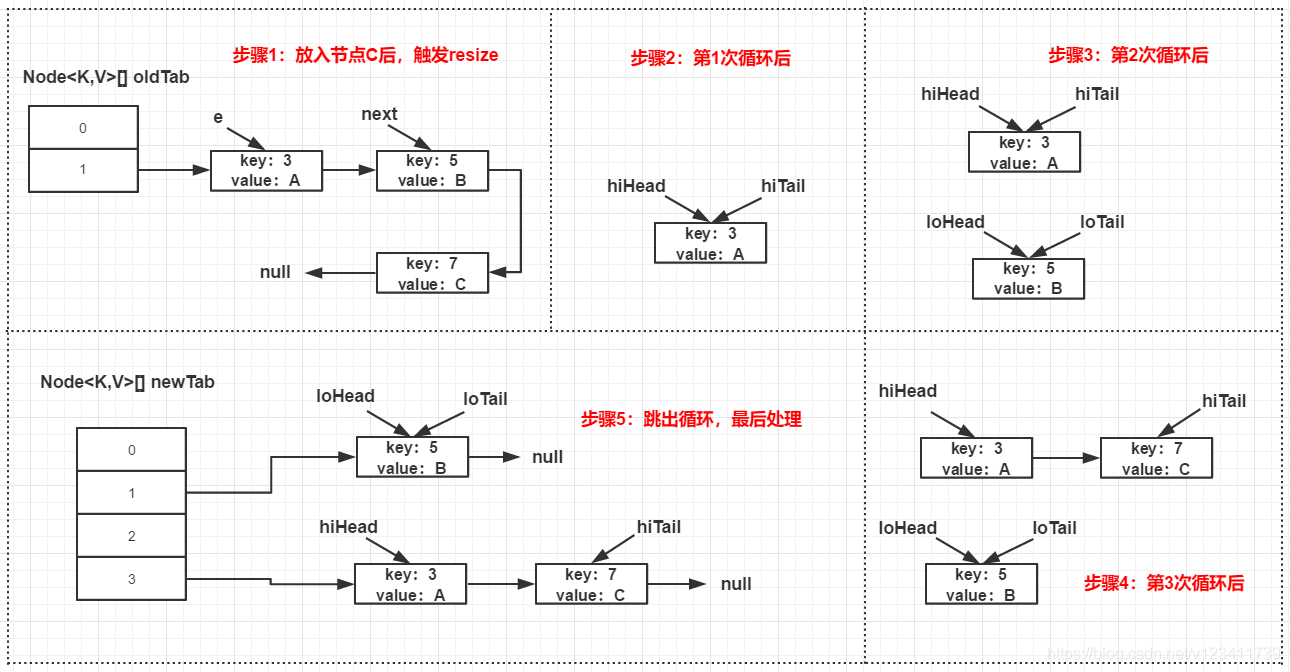 步骤1：放入节点C后，触发resize
Node<K,V>[] oldTab
0
1
e
next
key: 3
value: A
key: 5
value: B
key: 7
value: C
null
步骤2：第1次循环后
hiHead
hiTail
key: 3
value: A
步骤3：第2次循环后
hiHead
hiTail
key: 3
value: A
loHead
loTail
key: 5
value: B
Node<K,V>[] newTab
0
1
2
3
loHead
loTail
key: 5
value: B
null
步骤5：跳出循环，最后处理
hiHead
hiTail
key: 3
value: A
key: 7
value: C
null
hiHead
hiTail
key: 3
value: A
key: 7
value: C
loHead
loTail
key: 5
value: B
步骤4：第3次循环后